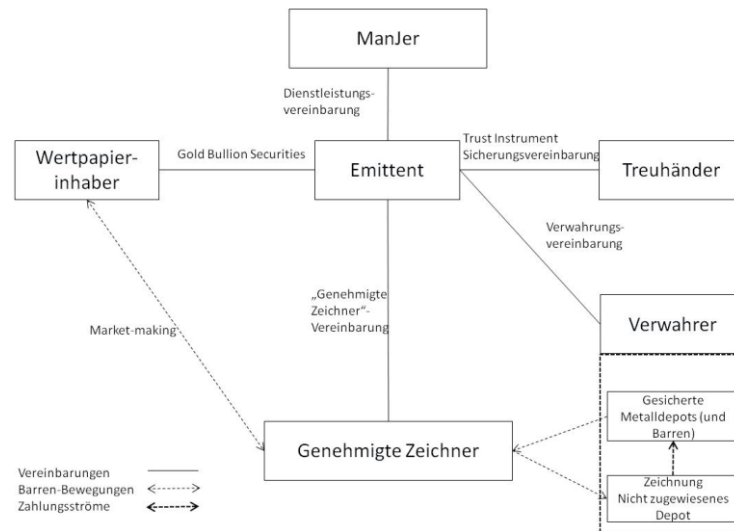 ManJer
Dienstleistungs-
vereinbarung
Wertpapier-
inhaber
Gold Bullion Securities
Emittent
Trust Instrument
Sicherungsvereinbarung
Treuhänder
Verwahrungs-
vereinbarung
„Genehmigte
Zeichner“-
Vereinbarung
Market-making
Verwahrer
Gesicherte
Metalldepots (und
Barren)
Genehmigte Zeichner
Zeichnung
Nicht zugewiesenes
Depot
Vereinbarungen
Barren-Bewegungen
Zahlungsströme